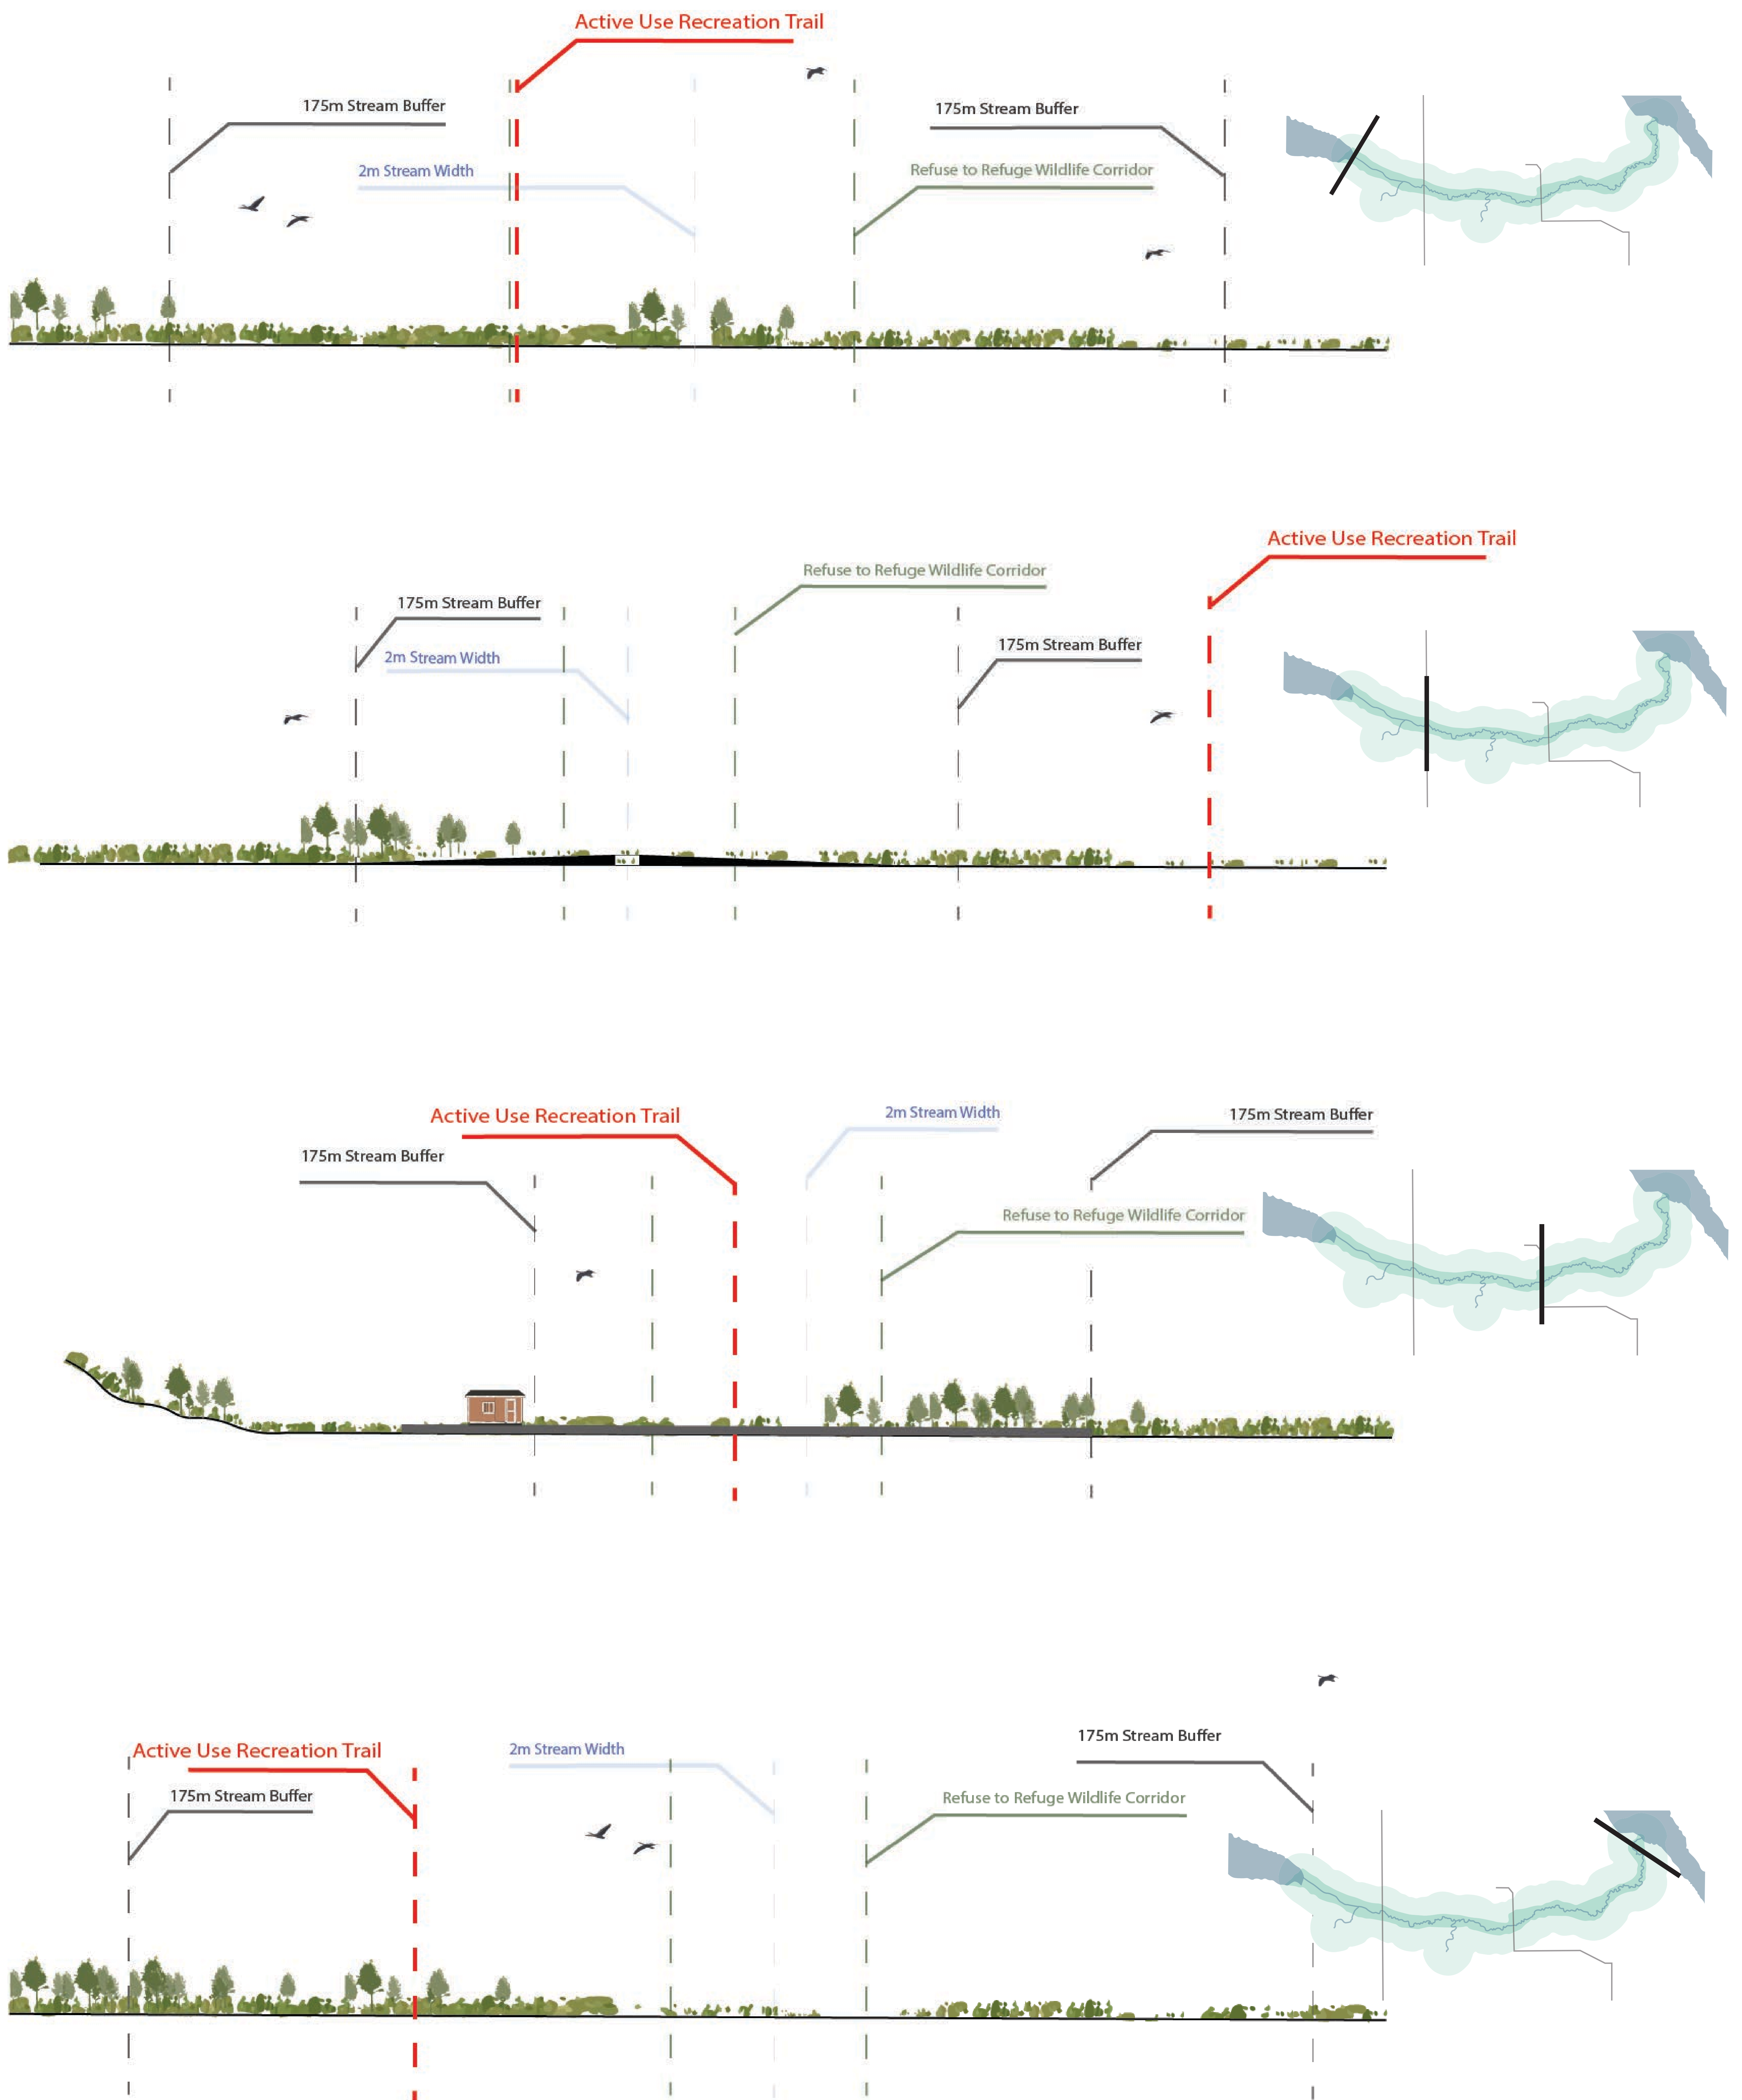 Active Use Recreation Trail
175m Stream Buffer
175m Stream Buffer
2m Stream Width
Refuse to Refuge Wildlife Corridor
Active Use Recreation Trail
Refuse to Refuge Wildlife Corridor
175m Stream Buffer
175m Stream Buffer
2m Stream Width
Active Use Recreation Trail
2m Stream Width
175m Stream Buffer
175m Stream Buffer
Refuse to Refuge Wildlife Corridor
175m Stream Buffer
Active Use Recreation Trail
2m Stream Width
175m Stream Buffer
Refuse to Refuge Wildlife Corridor